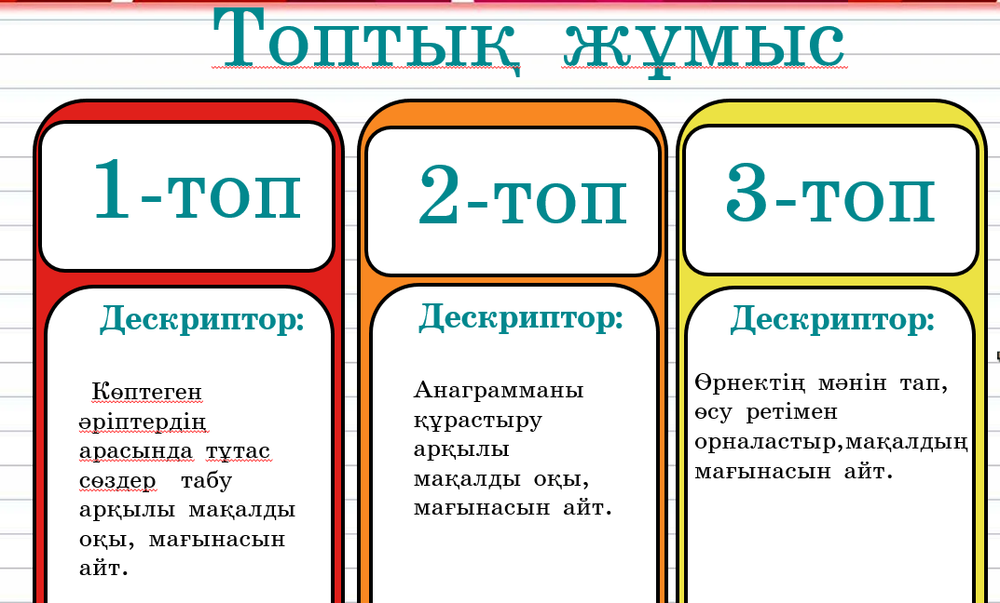 Топтық жұмыс
1-топ
Дескриптор:
Көптеген
әріптердің
арасында тұтас
сөздер табу
арқылы мақалды
оқы, мағынасын
айт.
2-топ
Дескриптор:
Анаграмманы
құрастыру
арқылы
мақалды оқы,
мағынасын айт.
3-топ
Дескриптор:
Өрнектің мәнін тап,
өсу ретімен
орналастыр,мақалдың
мағынасын айт.